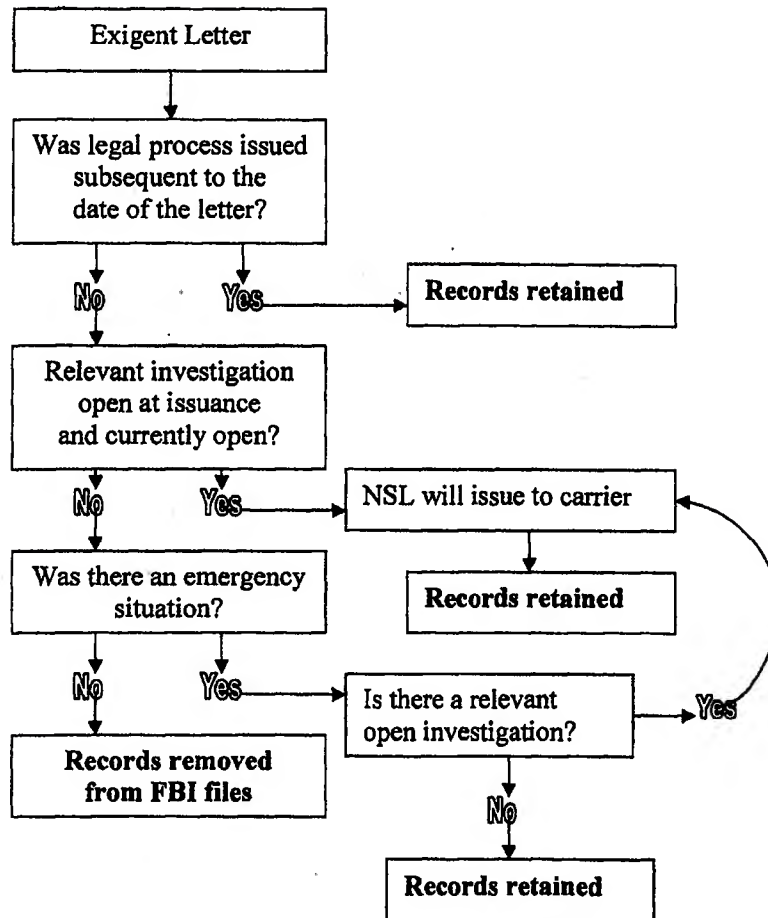 Exigent Letter
Was legal process issued
subsequent to the
date of the letter?
No
Yes
Records retained
Relevant investigation
open at issuance
and currently open?
No
Yes
NSL will issue to carrier
Records retained
Was there an emergency
situation?
No
Yes
Is there a relevant
open investigation?
Yes
Records removed
from FBI files
No
Records retained